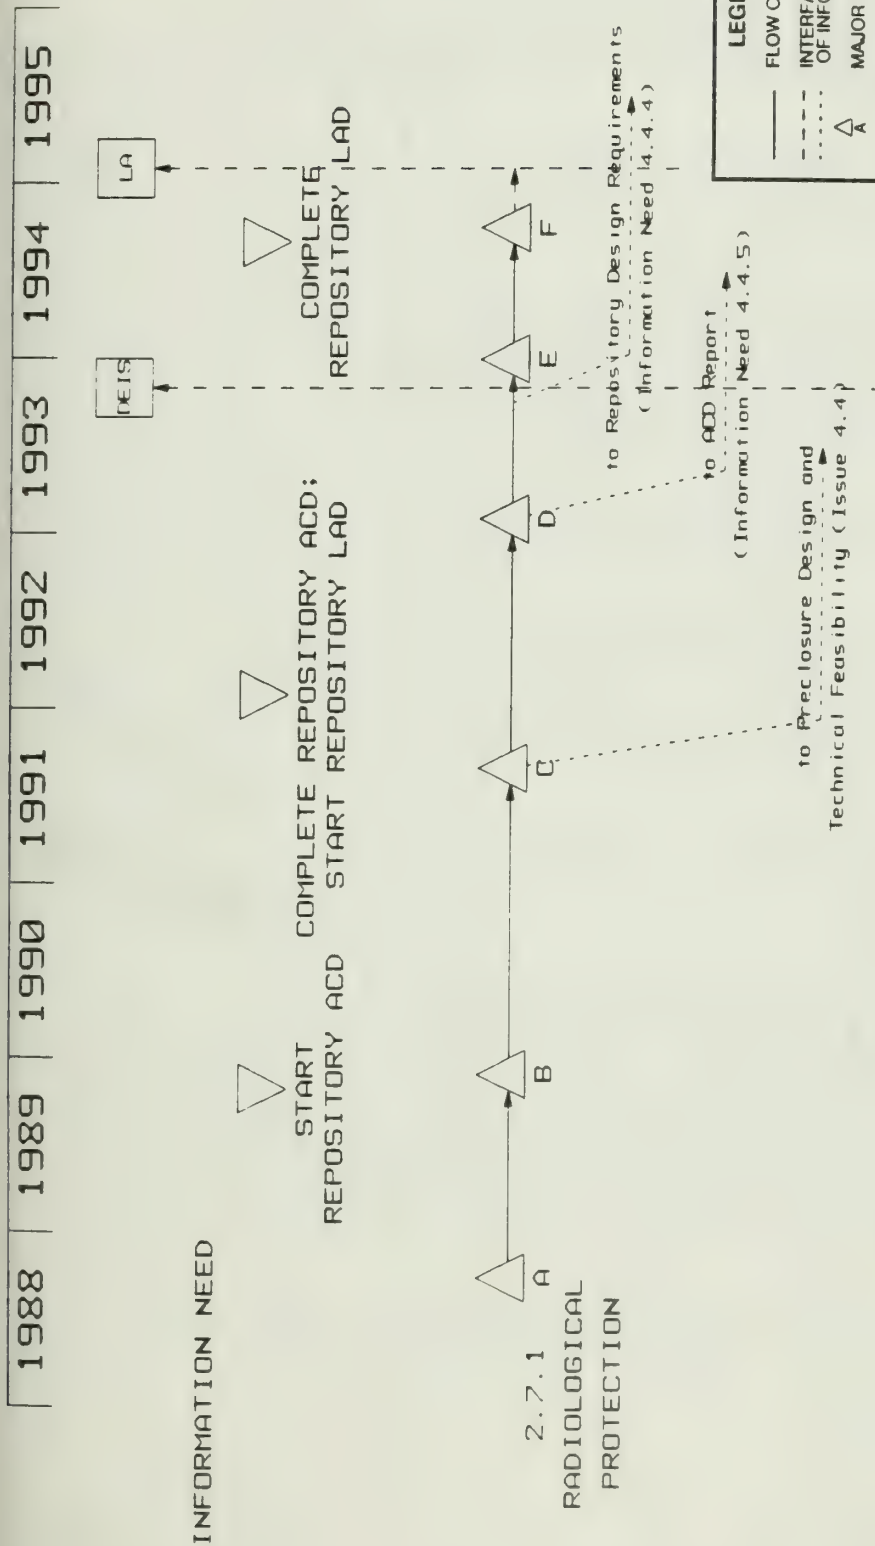 1988 | 1989 | 1990 | 1991 | 1992 | 1993 | 1994 | 1995
DEIS
LA
INFORMATION NEED
START
REPOSITORY ACD
COMPLETE REPOSITORY ACD;
START REPOSITORY LAD
COMPLETE
REPOSITORY LAD
2.7.1
RADIOLOGICAL
PROTECTION
A
B
C
D
E
F
to Repository Design Requirements
(Information Need 4.4.4)
to ACD Report
(Information Need 4.4.5)
to Preclosure Design and
Technical Feasibility (Issue 4.4)
FLOW
OF
A MAJOR